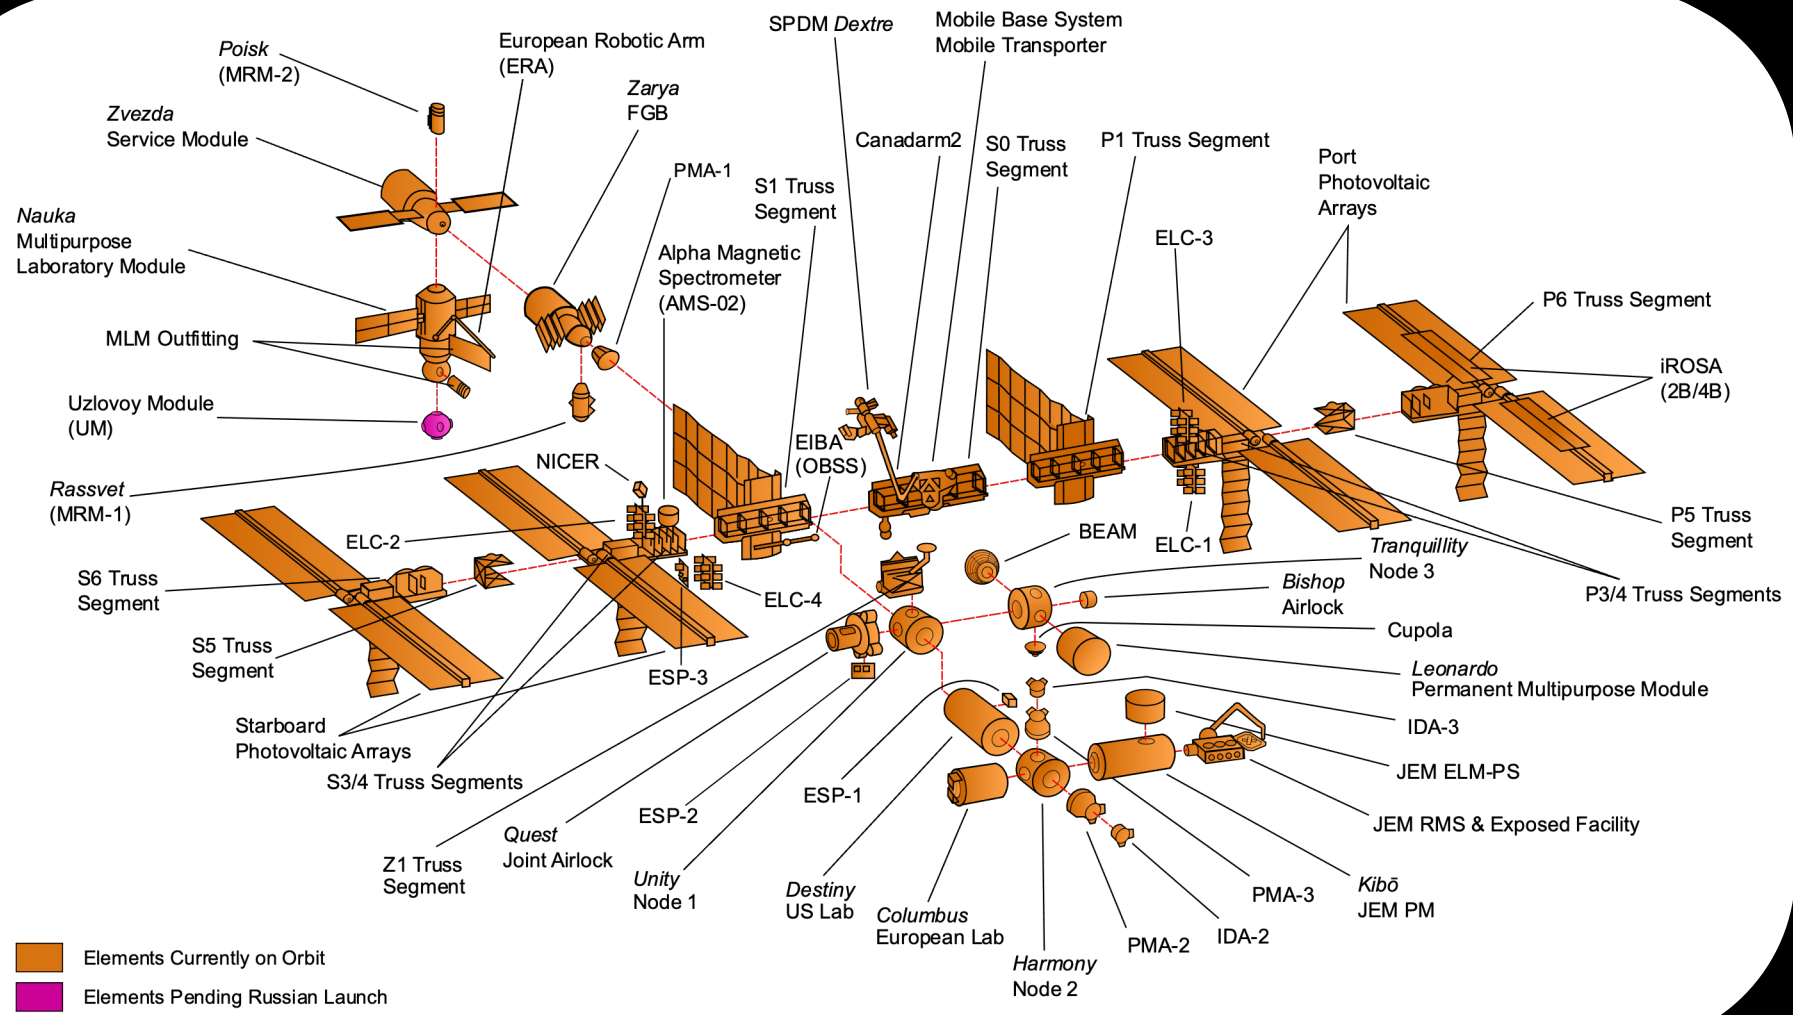 Poisk
(MRM-2)
European Robotic Arm
(ERA)
SPDM Dextre
Mobile Base System
Mobile Transporter
Zvezda
Service Module
Zarya
FGB
Canadarm2
S0 Truss
Segment
P1 Truss Segment
Port
Photovoltaic
Arrays
PMA-1
S1 Truss
Segment
Nauka
Multipurpose
Laboratory Module
Alpha Magnetic
Spectrometer
(AMS-02)
ELC-3
P6 Truss Segment
MLM Outfitting
iROSA
(2B/4B)
Uzlovoy Module
(UM)
EIBA
(OBSS)
NICER
Rassvet
(MRM-1)
P5 Truss
Segment
ELC-2
BEAM
ELC-1
Tranquillity
Node 3
S6 Truss
Segment
ELC-4
Bishop
Airlock
P3/4 Truss Segments
Cupola
S5 Truss
Segment
ESP-3
Leonardo
Permanent Multipurpose Module
Starboard
Photovoltaic Arrays
IDA-3
S3/4 Truss Segments
JEM ELM-PS
ESP-1
ESP-2
JEM RMS & Exposed Facility
Quest
Joint Airlock
Z1 Truss
Segment
Unity
Node 1
Destiny
US Lab
Columbus
European Lab
PMA-3
Kibō
JEM PM
PMA-2
IDA-2
Harmony
Node 2
Elements Currently on Orbit
Elements Pending Russian Launch